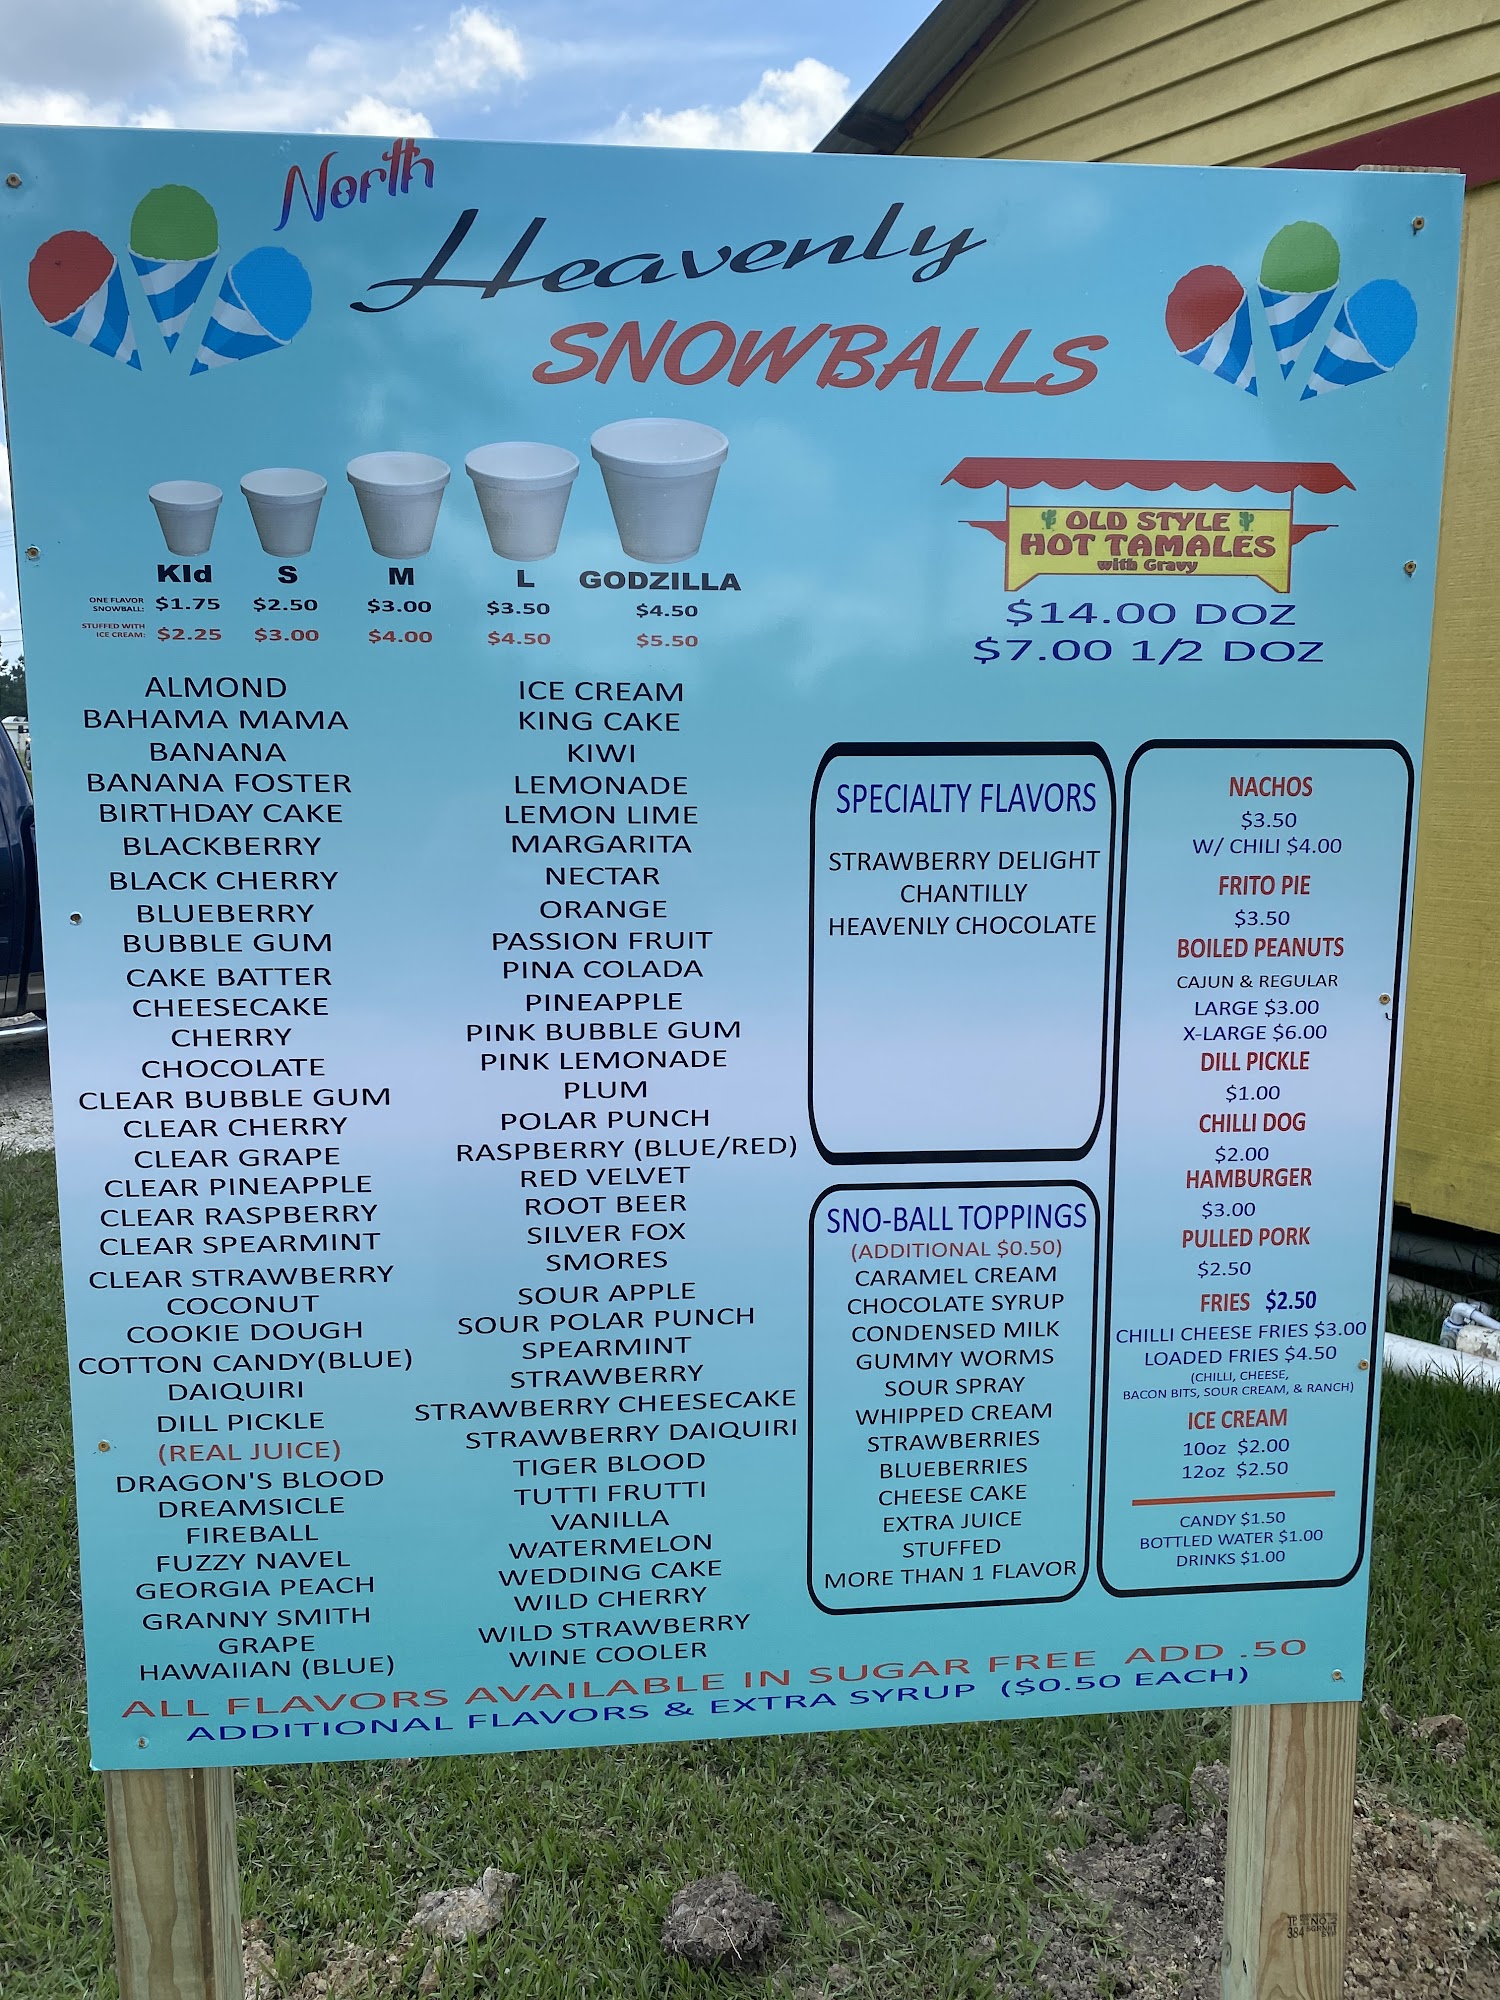 North
Heavenly
SNOWBALLS
KId S M L GODZILLA
ONE FLAVOR
SNOWBALL: $1.75 $2.50 $3.00 $3.50 $4.50
STUFFED WITH
ICE CREAM: $2.25 $3.00 $4.00 $4.50 $5.50
OLD STYLE
HOT TAMALES
with Gravy
$14.00 DOZ
$7.00 1/2 DOZ
ALMOND
BAHAMA MAMA
BANANA
BANANA FOSTER
BIRTHDAY CAKE
BLACKBERRY
BLACK CHERRY
BLUEBERRY
BUBBLE GUM
CAKE BATTER
CHEESECAKE
CHERRY
CHOCOLATE
CLEAR BUBBLE GUM
CLEAR CHERRY
CLEAR GRAPE
CLEAR PINEAPPLE
CLEAR RASPBERRY
CLEAR SPEARMINT
CLEAR STRAWBERRY
COCONUT
COOKIE DOUGH
COTTON CANDY(BLUE)
DAIQUIRI
DILL PICKLE
(REAL JUICE)
DRAGON'S BLOOD
DREAMSICLE
FIREBALL
FUZZY NAVEL
GEORGIA PEACH
GRANNY SMITH
GRAPE
HAWAIIAN (BLUE)
ICE CREAM
KING CAKE
KIWI
LEMONADE
LEMON LIME
MARGARITA
NECTAR
ORANGE
PASSION FRUIT
PINA COLADA
PINEAPPLE
PINK BUBBLE GUM
PINK LEMONADE
PLUM
POLAR PUNCH
RASPBERRY (BLUE/RED)
RED VELVET
ROOT BEER
SILVER FOX
SMORES
SOUR APPLE
SOUR POLAR PUNCH
SPEARMINT
STRAWBERRY
STRAWBERRY CHEESECAKE
STRAWBERRY DAIQUIRI
TIGER BLOOD
TUTTI FRUTTI
VANILLA
WATERMELON
WEDDING CAKE
WILD CHERRY
WILD STRAWBERRY
WINE COOLER
SPECIALTY FLAVORS
STRAWBERRY DELIGHT
CHANTILLY
HEAVENLY CHOCOLATE
SNO-BALL TOPPINGS
(ADDITIONAL $0.50)
CARAMEL CREAM
CHOCOLATE SYRUP
CONDENSED MILK
GUMMY WORMS
SOUR SPRAY
WHIPPED CREAM
STRAWBERRIES
BLUEBERRIES
CHEESE CAKE
EXTRA JUICE
STUFFED
MORE THAN 1 FLAVOR
NACHOS
$3.50
W/ CHILI $4.00
FRITO PIE
$3.50
BOILED PEANUTS
CAJUN & REGULAR
LARGE $3.00
X-LARGE $6.00
DILL PICKLE
$1.00
CHILLI DOG
$2.00
HAMBURGER
$3.00
PULLED PORK
$2.50
FRIES $2.50
CHILLI CHEESE FRIES $3.00
LOADED FRIES $4.50
(CHILLI, CHEESE,
BACON BITS, SOUR CREAM, & RANCH)
ICE CREAM
10oz $2.00
12oz $2.50
CANDY $1.50
BOTTLED WATER $1.00
DRINKS $1.00
ALL FLAVORS AVAILABLE IN SUGAR FREE ADD .50
ADDITIONAL FLAVORS & EXTRA SYRUP ($0.50 EACH)
NO.2
384